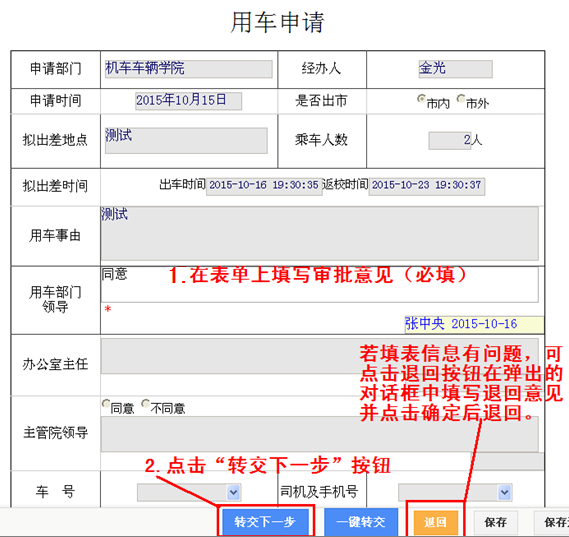 用车申请
申请部门 机车车辆学院 经办人 金光
申请时间 2015年10月15日 是否出市 市内 市外
拟出差地点 测试 乘车人数 2人
拟出差时间 出车时间 2015-10-16 19:30:35 返校时间 2015-10-23 19:30:37
用车事由 测试
用车部门
领导
同意
1.在表单上填写审批意见（必填）
*
张中央 2015-10-16
办公室主任
若填表信息有问题，可
点击退回按钮在弹出的
对话框中填写退回意见
并点击确定后退回。
主管院领导 同意 不同意
2.点击“转交下一步”按钮
车 号 司机及手机号
转交下一步 一键转交 退回 保存 保存